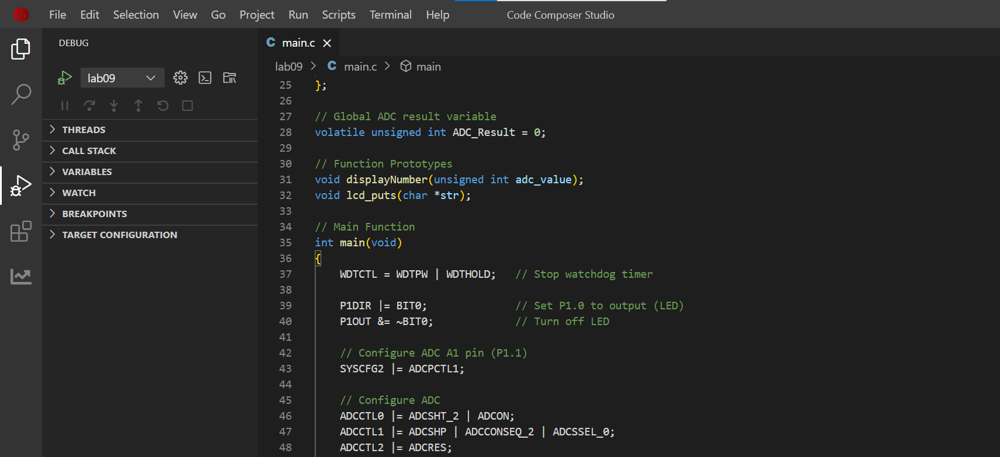 File Edit Selection View Go Project Run Scripts Terminal Help Code Composer Studio
DEBUG
lab09
THREADS
CALL STACK
VARIABLES
WATCH
BREAKPOINTS
TARGET CONFIGURATION
main.c
lab09 > C main.c > main
25 };
26
27 // Global ADC result variable
28 volatile unsigned int ADC_Result = 0;
29
30 // Function Prototypes
31 void displayNumber(unsigned int adc_value);
32 void lcd_puts(char *str);
33
34 // Main Function
35 int main(void)
36 {
37 WDTCTL = WDTPW | WDTHOLD; // Stop watchdog timer
38
39 P1DIR |= BIT0; // Set P1.0 to output (LED)
40 P1OUT &= ~BIT0; // Turn off LED
41
42 // Configure ADC A1 pin (P1.1)
43 SYSCFG2 |= ADCPCTL1;
44
45 // Configure ADC
46 ADCCTL0 |= ADCSHT_2 | ADCON;
47 ADCCTL1 |= ADCSHP | ADCCONSEQ_2 | ADCSSEL_0;
48 ADCCTL2 |= ADCRES;